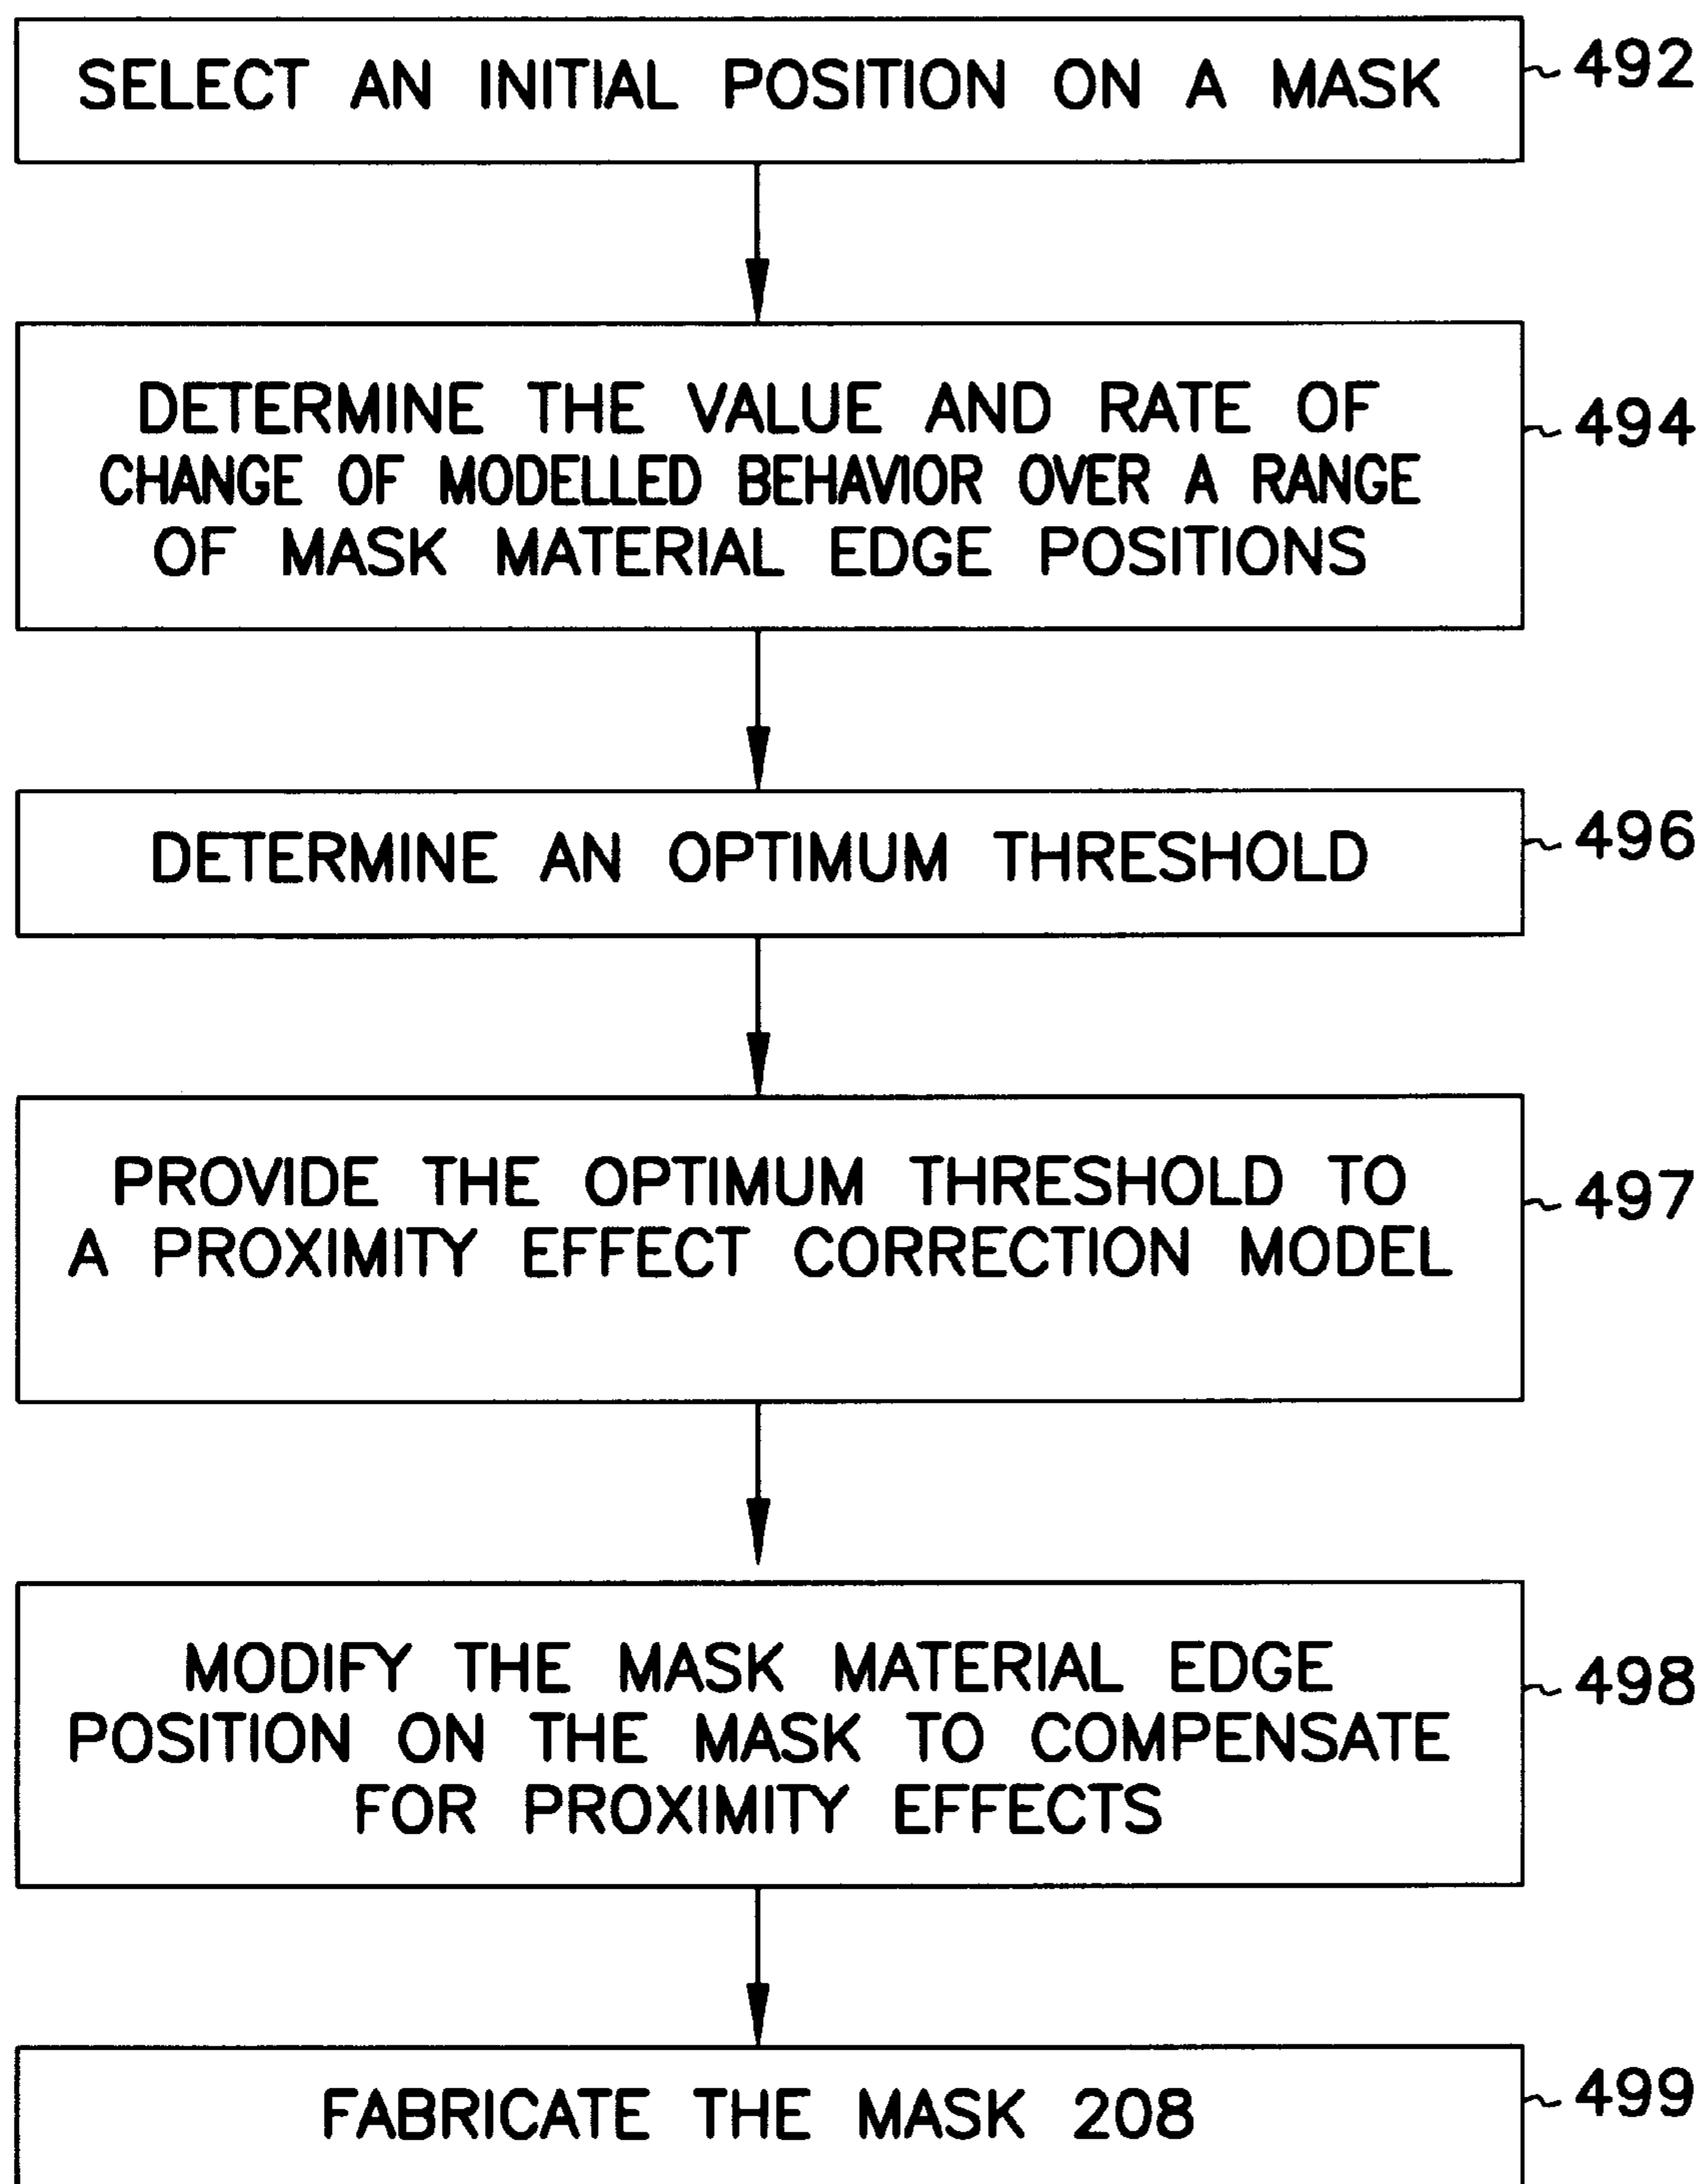 SELECT AN INITIAL POSITION ON A MASK
492
DETERMINE THE VALUE AND RATE OF
CHANGE OF MODELLED BEHAVIOR OVER A RANGE
OF MASK MATERIAL EDGE POSITIONS
494
DETERMINE AN OPTIMUM THRESHOLD
496
PROVIDE THE OPTIMUM THRESHOLD TO
A PROXIMITY EFFECT CORRECTION MODEL
497
MODIFY THE MASK MATERIAL EDGE
POSITION ON THE MASK TO COMPENSATE
FOR PROXIMITY EFFECTS
498
FABRICATE THE MASK 208
499